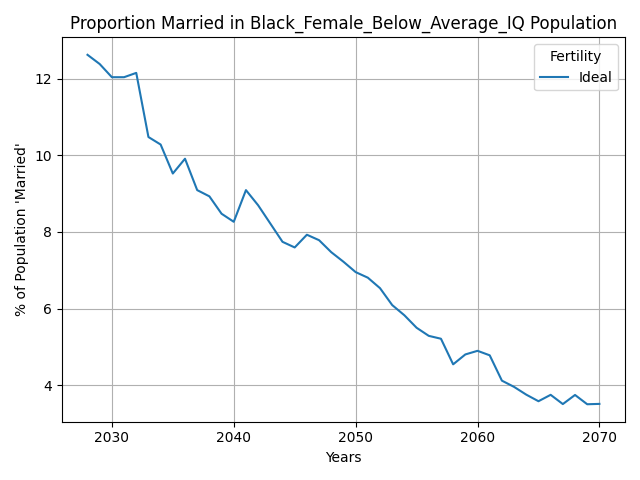 Proportion Married in Black_Female_Below_Average_IQ Population
Fertility
Ideal
% of Population 'Married'
12
10
8
6
4
2030
2040
2050
2060
2070
Years